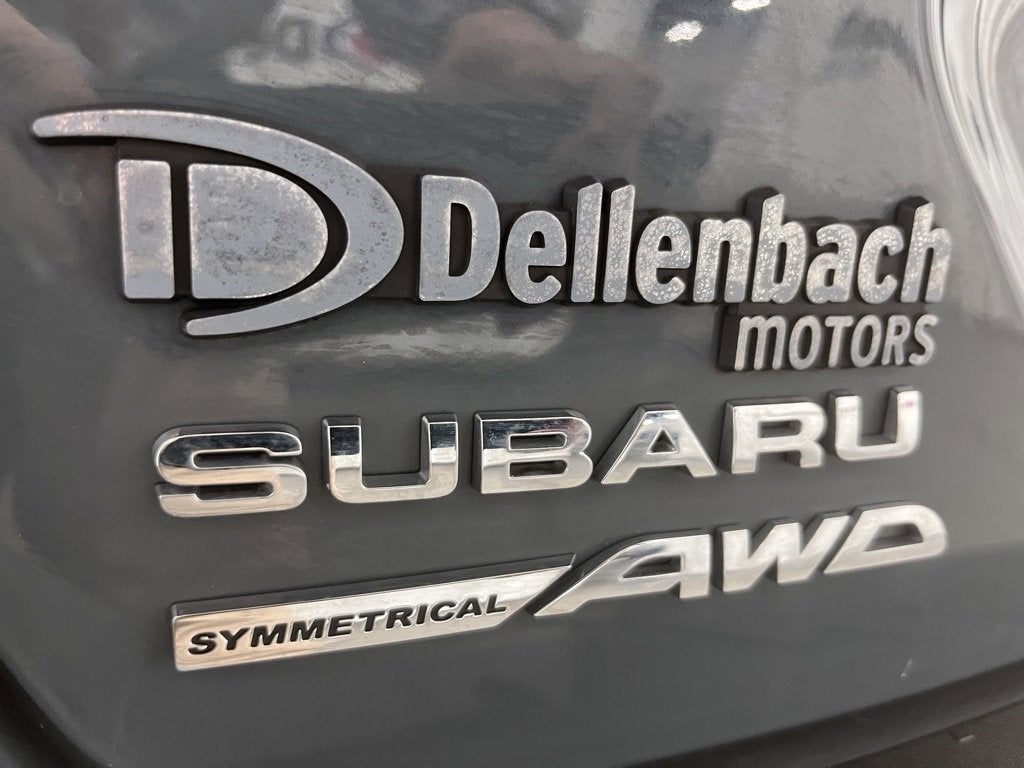 D Dellenbach
MOTORS
SUBARU
SYMMETRICAL AWD